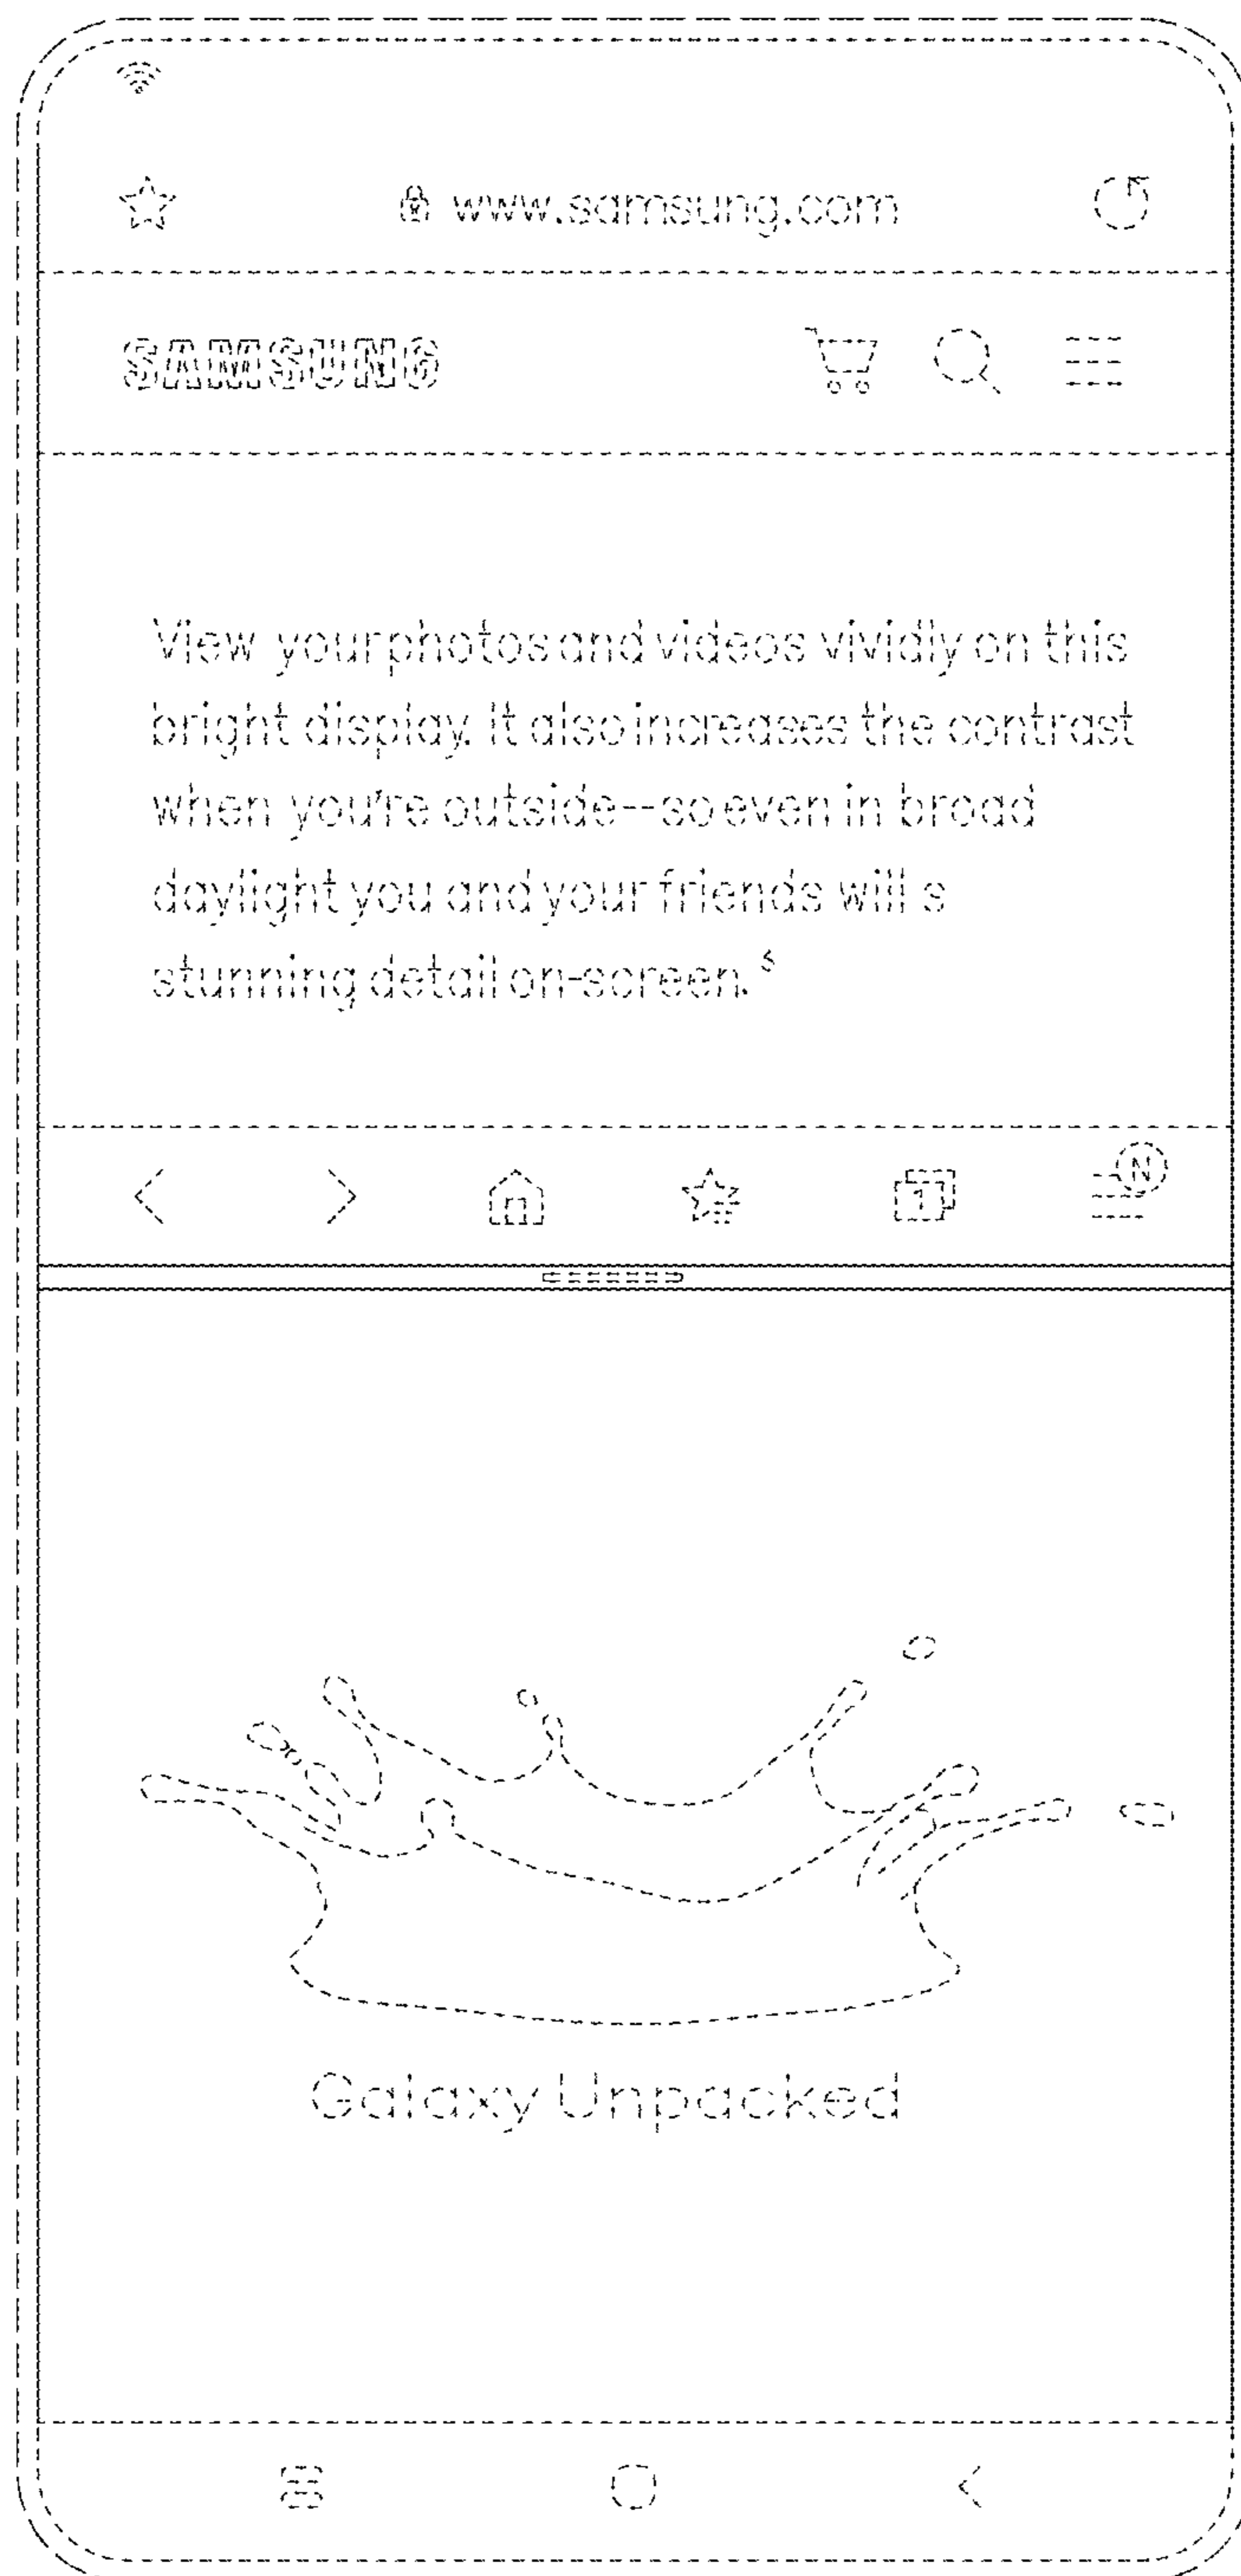 www.samsung.com
SAMSUNG
View your photos and videos vividly on this
bright display. It also increases the contrast
when you're outside--so even in broad
daylight you and your friends will s
stunning detail on-screen. 5
1
N
Galaxy Unpacked